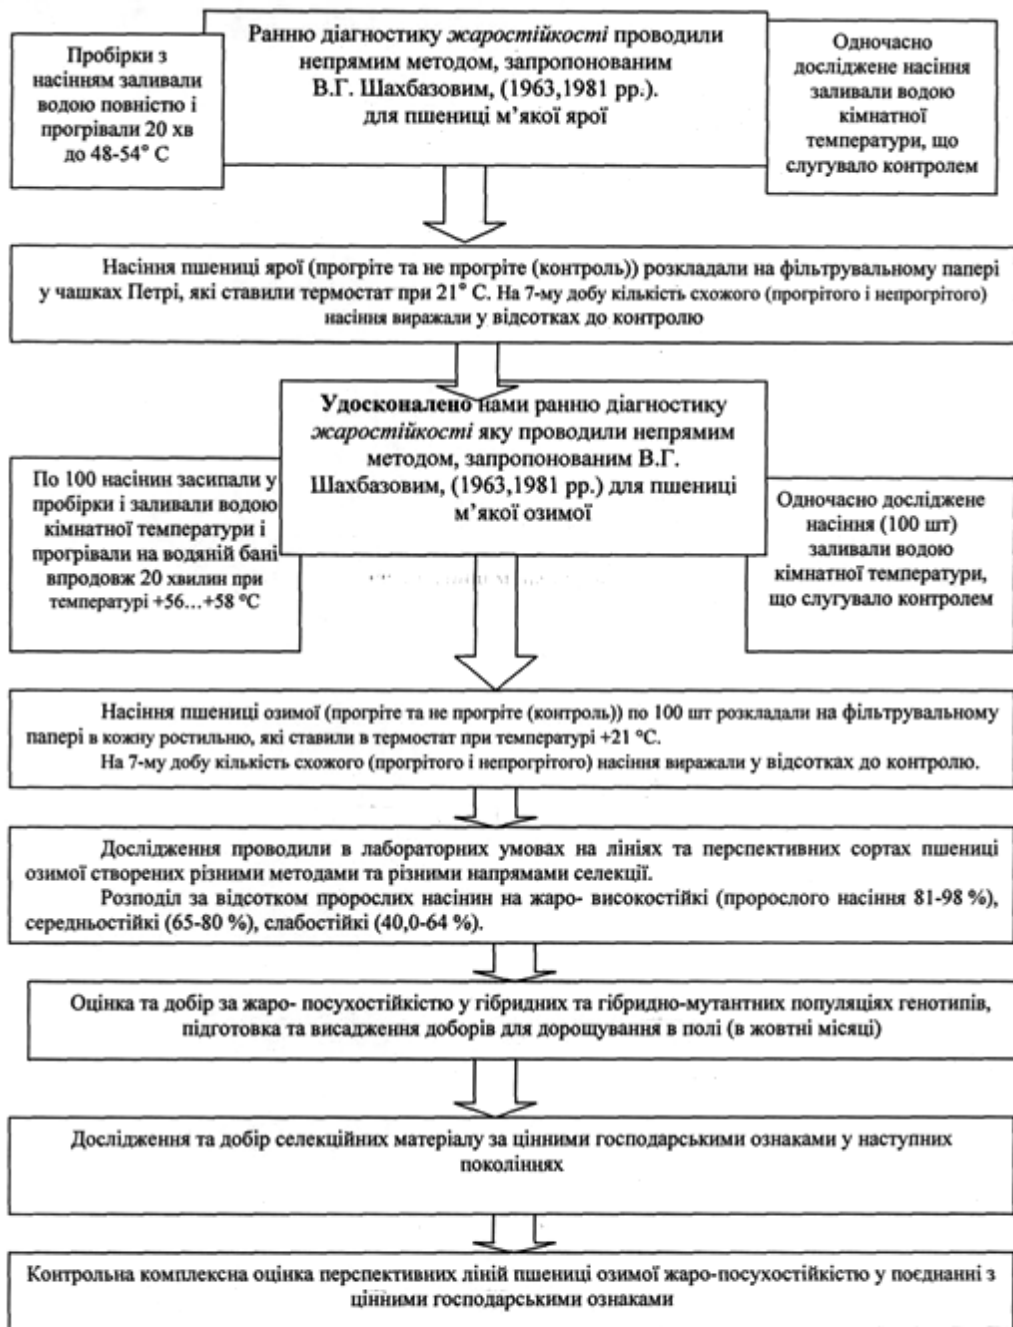 Пробірки з
насінням заливали
водою повністю і
прогрівали 20 хв
до 48-54° С
Ранню діагностику жаростійкості проводили
непрямим методом, запропонованим
В.Г. Шахбазовим, (1963,1981 рр.).
для пшениці м’якої ярої
Одночасно
досліджене насіння
заливали водою
кімнатної
температури, що
слугувало контролем
Насіння пшениці ярої (прогріте та не прогріте (контроль)) розкладали на фільтрувальному папері
у чашках Петрі, які ставили термостат при 21° С. На 7-му добу кількість схожого (прогрітого і непрогрітого)
насіння виражали у відсотках до контролю
Удосконалено нами ранню діагностику
жаростійкості яку проводили непрямим
методом, запропонованим В.Г.
Шахбазовим, (1963,1981 рр.) для пшениці
м’якої озимої
По 100 насінин засипали у
пробірки і заливали водою
кімнатної температури і
прогрівали на водяній бані
впродовж 20 хвилин при
температурі +56...+58 °С
Одночасно досліджене
насіння (100 шт)
заливали водою
кімнатної температури,
що слугувало контролем
Насіння пшениці озимої (прогріте та не прогріте (контроль)) по 100 шт розкладали на фільтрувальному
папері в кожну ростильню, які ставили в термостат при температурі +21 °С.
На 7-му добу кількість схожого (прогрітого і непрогрітого) насіння виражали у відсотках до контролю.
Дослідження проводили в лабораторних умовах на лініях та перспективних сортах пшениці
озимої створених різними методами та різними напрямами селекції.
Розподіл за відсотком пророслих насінин на жаро- високостійкі (пророслого насіння 81-98 %),
середньостійкі (65-80 %), слабостійкі (40,0-64 %).
Оцінка та добір за жаро- посухостійкістю у гібридних та гібридно-мутантних популяціях генотипів,
підготовка та висадження доборів для дорощування в полі (в жовтні місяці)
Дослідження та добір селекційних матеріалу за цінними господарськими ознаками у наступних
поколіннях
Контрольна комплексна оцінка перспективних ліній пшениці озимої жаро-посухостійкістю у поєднанні з
цінними господарськими ознаками